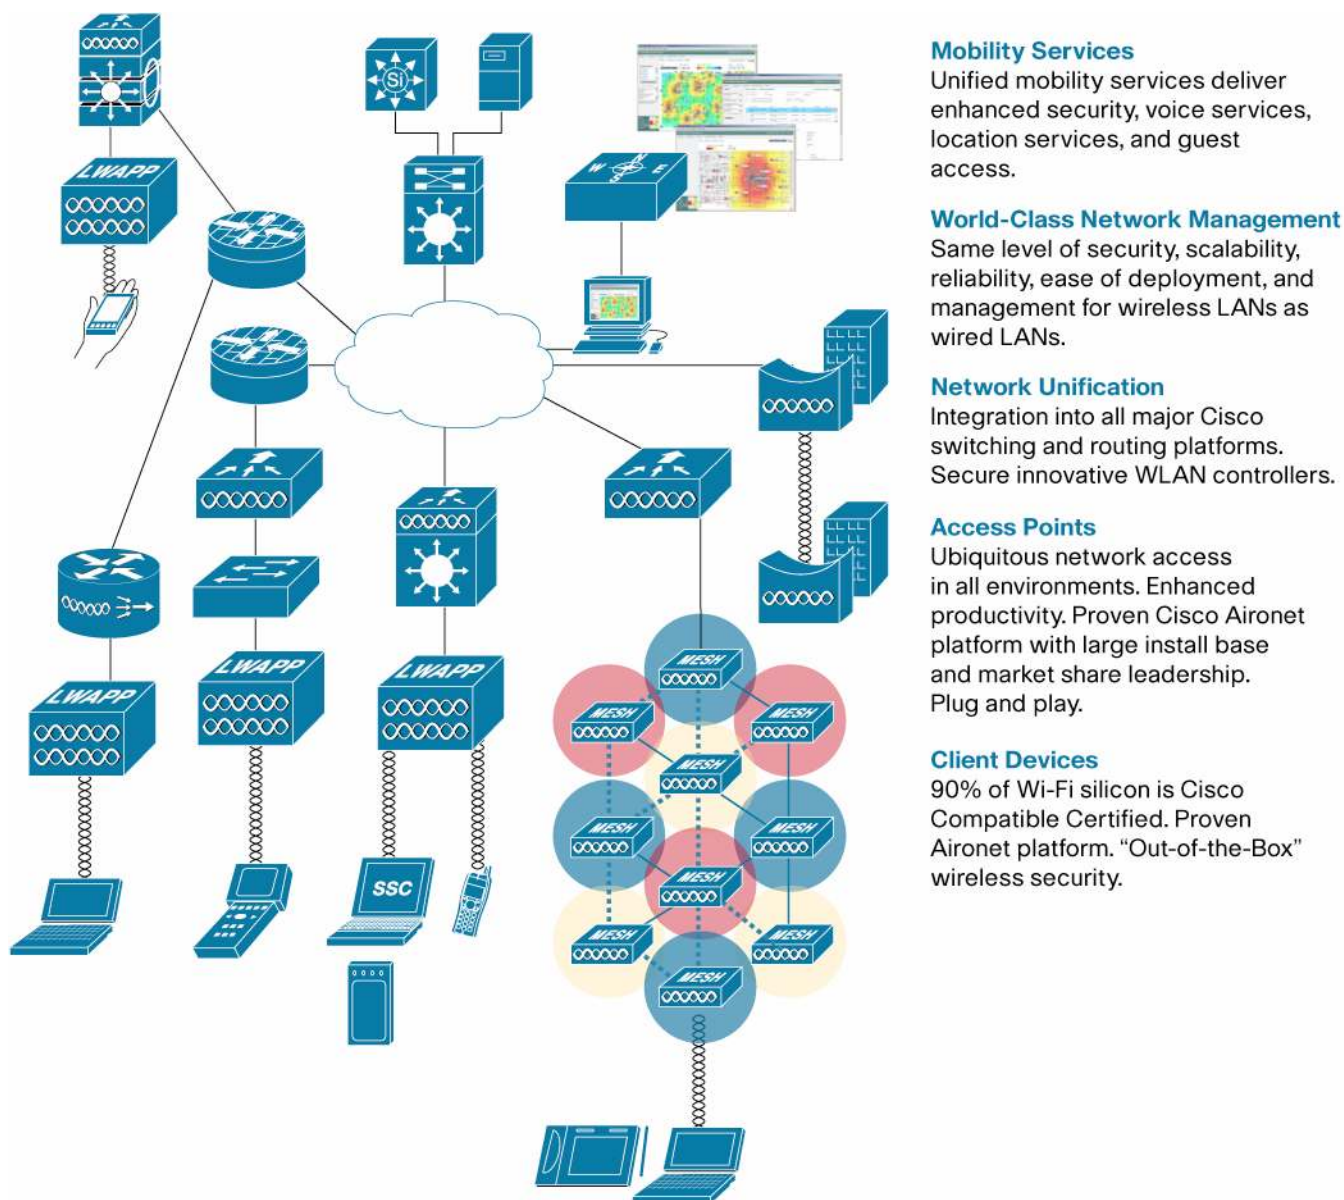 LWAPP
Si
W N
S E
Mobility Services
Unified mobility services deliver
enhanced security, voice services,
location services, and guest
access.
World-Class Network Management
Same level of security, scalability,
reliability, ease of deployment, and
management for wireless LANs as
wired LANs.
Network Unification
Integration into all major Cisco
switching and routing platforms.
Secure innovative WLAN controllers.
Access Points
Ubiquitous network access
in all environments. Enhanced
productivity. Proven Cisco Aironet
platform with large install base
and market share leadership.
Plug and play.
Client Devices
90% of Wi-Fi silicon is Cisco
Compatible Certified. Proven
Aironet platform. “Out-of-the-Box”
wireless security.
LWAPP
LWAPP
LWAPP
SSC
MESH
MESH
MESH
MESH
MESH
MESH
MESH
MESH
MESH
MESH